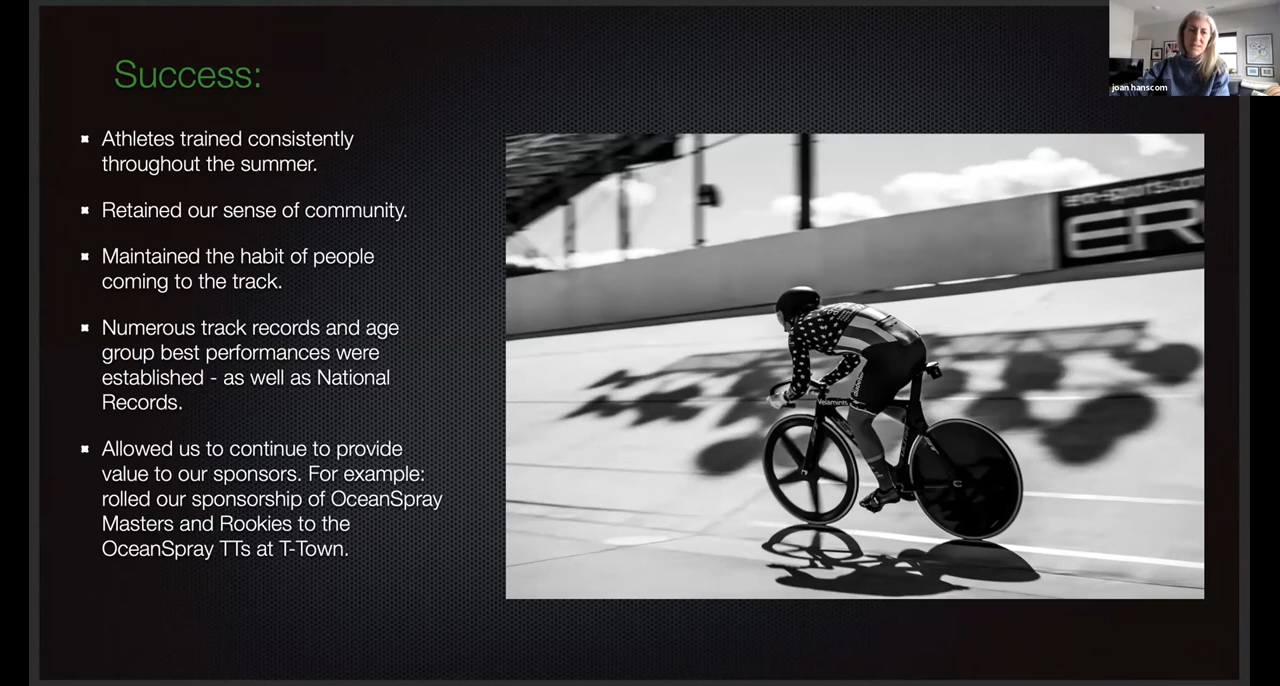 Success:
joan hanscom
Athletes trained consistently
throughout the summer.
Retained our sense of community.
Maintained the habit of people
coming to the track.
Numerous track records and age
group best performances were
established - as well as National
Records.
Allowed us to continue to provide
value to our sponsors. For example:
rolled our sponsorship of OceanSpray
Masters and Rookies to the
OceanSpray TTs at T-Town.
ER
Velamints